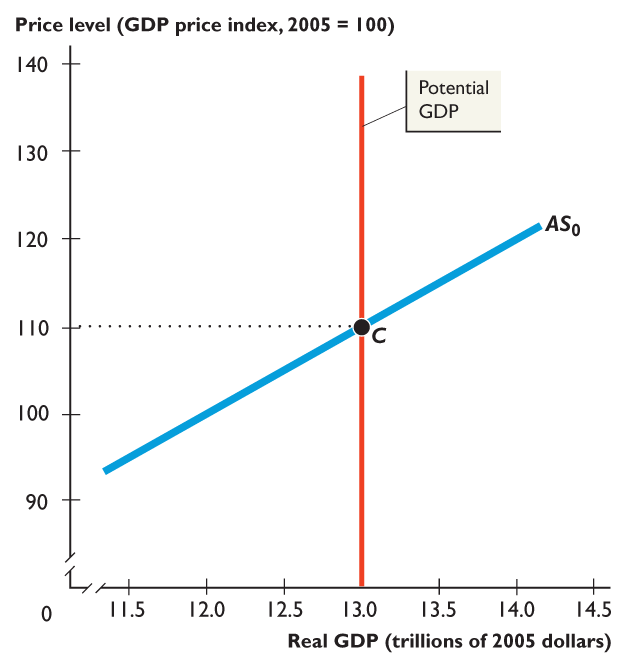 Price level (GDP price index, 2005 = 100)
140
Potential
GDP
130
120
AS0
110
C
100
90
0
11.5 12.0 12.5 13.0 13.5 14.0 14.5
Real GDP (trillions of 2005 dollars)